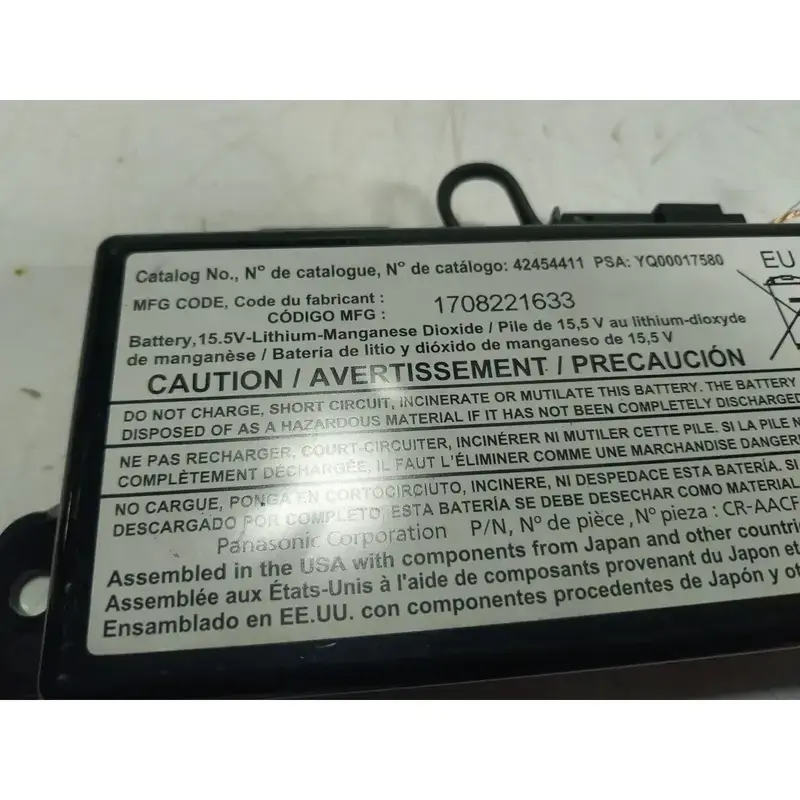 Catalog No., Nº de catalogue, Nº de catálogo: 42454411 PSA: YQ00017580
EU
MFG CODE, Code du fabricant :
CÓDIGO MFG :
1708221633
Battery,15.5V-Lithium-Manganese Dioxide / Pile de 15,5 V au lithium-dioxyde
de manganèse / Bateria de litio y dióxido de manganeso de 15,5 V
CAUTION / AVERTISSEMENT / PRECAUCIÓN
DO NOT CHARGE, SHORT CIRCUIT, INCINERATE OR MUTILATE THIS BATTERY. THE BATTERY
DISPOSED OF AS A HAZARDOUS MATERIAL IF IT HAS NOT BEEN COMPLETELY DISCHARGED
NE PAS RECHARGER, COURT-CIRCUITER, INCINÉRER NI MUTILER CETTE PILE. SI LA PILE N
COMPLÈTEMENT DÉCHARGÉE, IL FAUT L'ÉLIMINER COMME UNE MARCHANDISE DANGER
NO CARGUE, PONGA EN CORTOCIRCIUTO, INCINERE, NI DESPEDACE ESTA BATERÍA. SI
DESCARGADO POR COMPLETO, ESTA BATERÍA SE DEBE DESECHAR COMO MATERIAL
Panasonic Corporation P/N, Nº de pièce, Nº pieza : CR-AACF
Assembled in the USA with components from Japan and other countri
Assemblée aux États-Unis à l'aide de composants provenant du Japon et
Ensamblado en EE.UU. con componentes procedentes de Japón y ot